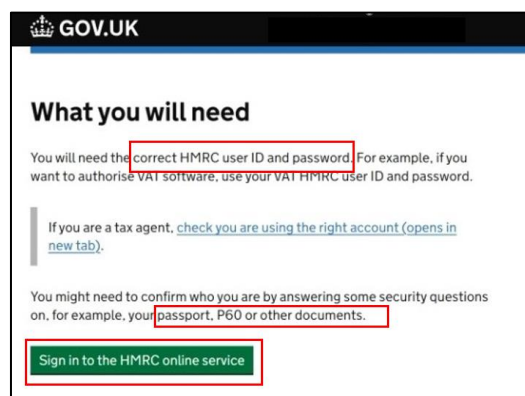 GOV.UK
What you will need
You will need the correct HMRC user ID and password. For example, if you
want to authorise VAT software, use your VAT HMRC user ID and password.
If you are a tax agent, check you are using the right account (opens in
new tab).
You might need to confirm who you are by answering some security questions
on, for example, your passport, P60 or other documents.
Sign in to the HMRC online service